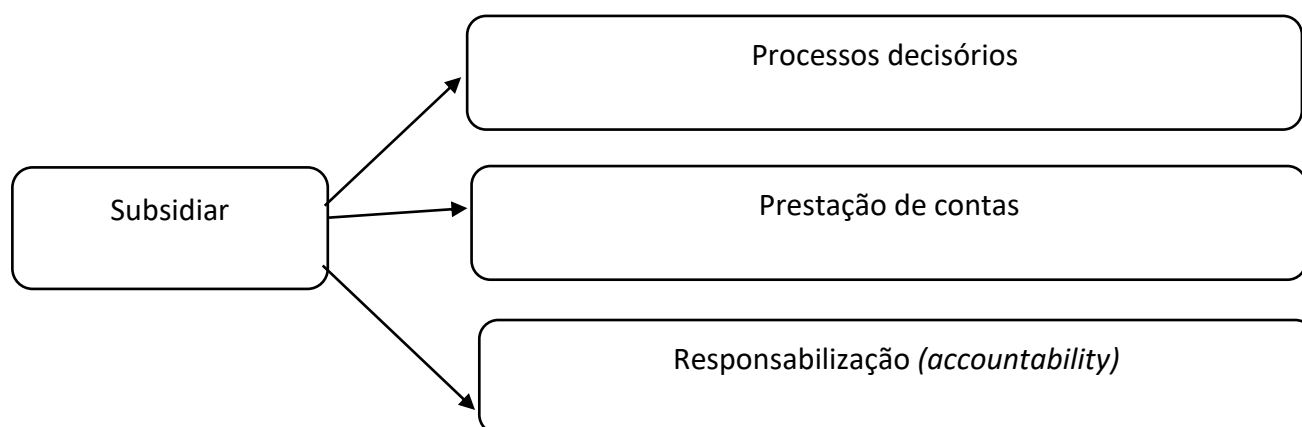 Processos decisórios
Subsidiar
Prestação de contas
Responsabilização (accountability)